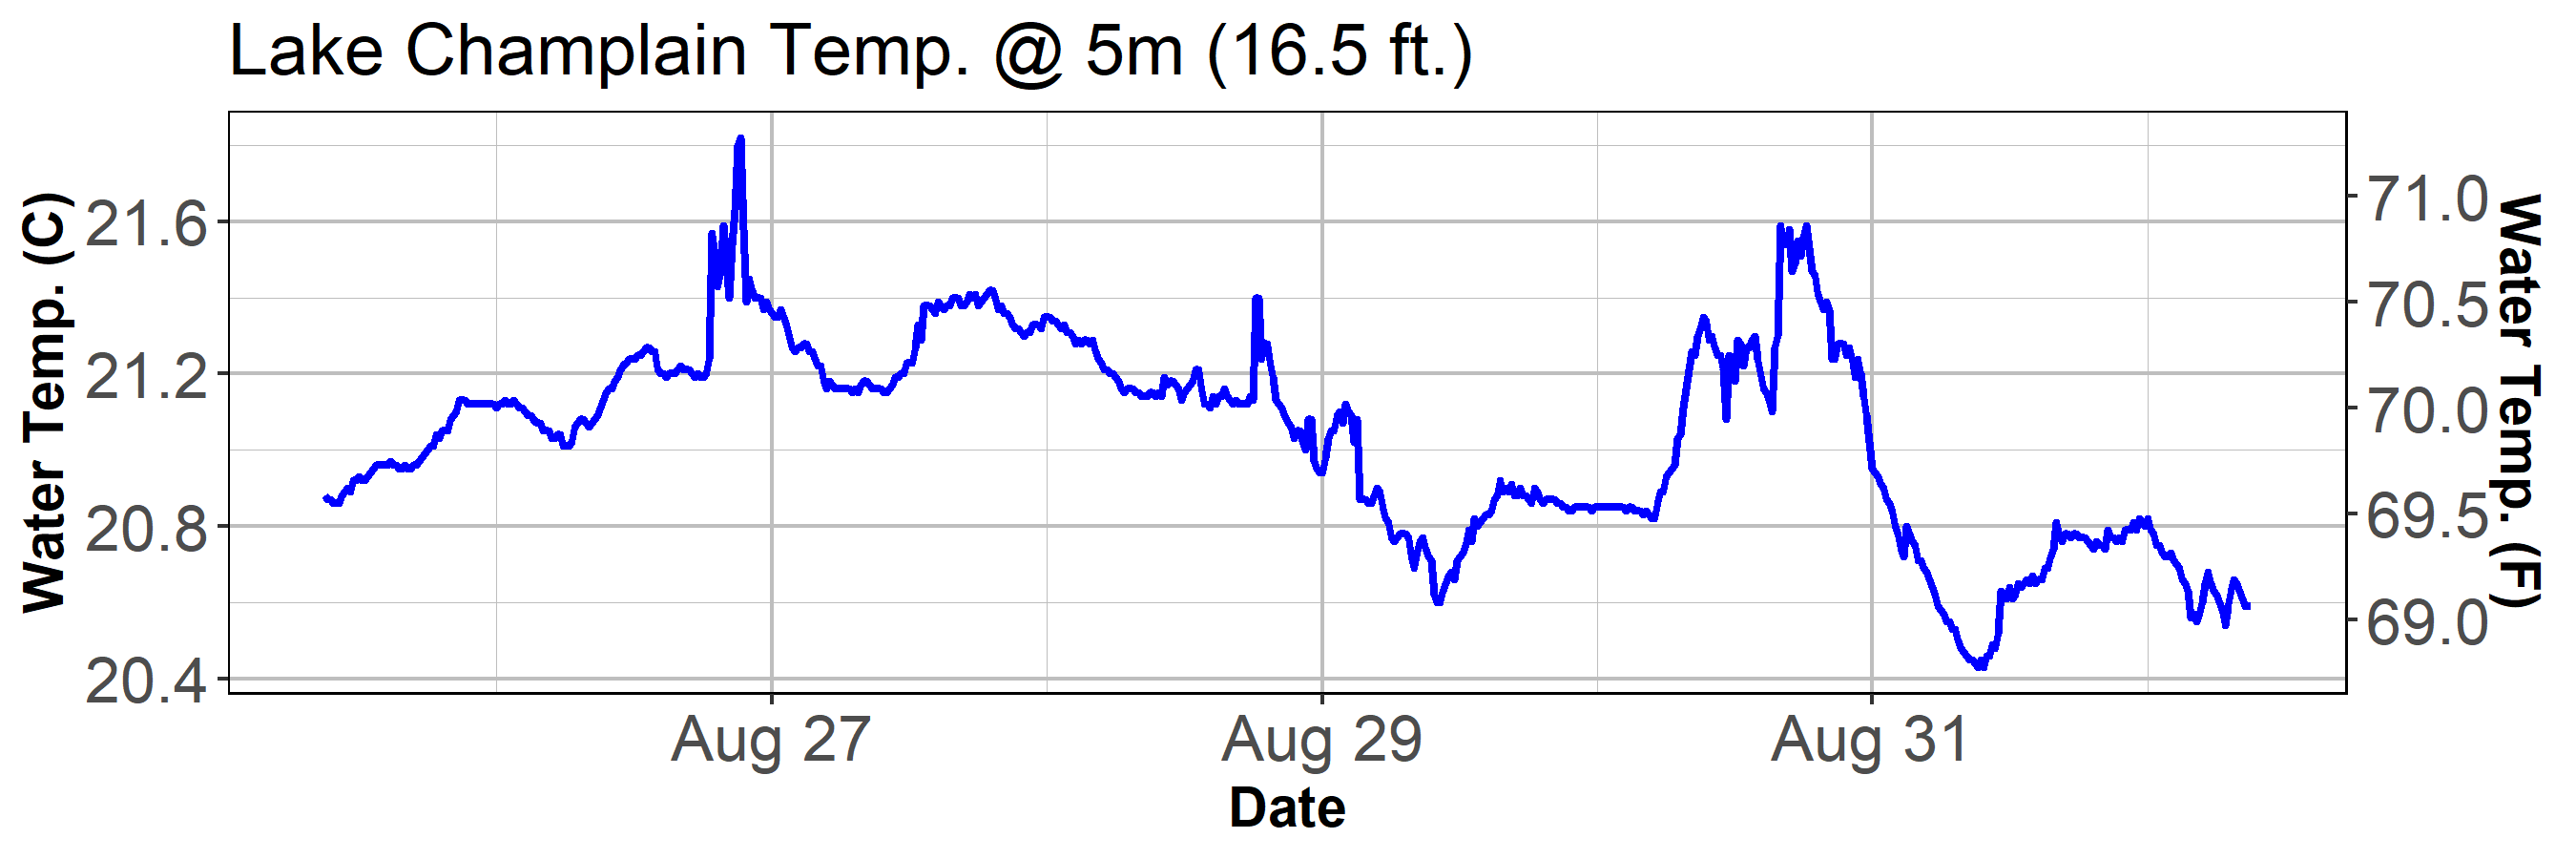 Lake Champlain Temp. @ 5m (16.5 ft.)
Water Temp. (C)
21.6
21.2
20.8
20.4
71.0
70.5
70.0
69.5
69.0
Water Temp. (F)
Aug 27
Aug 29
Aug 31
Date